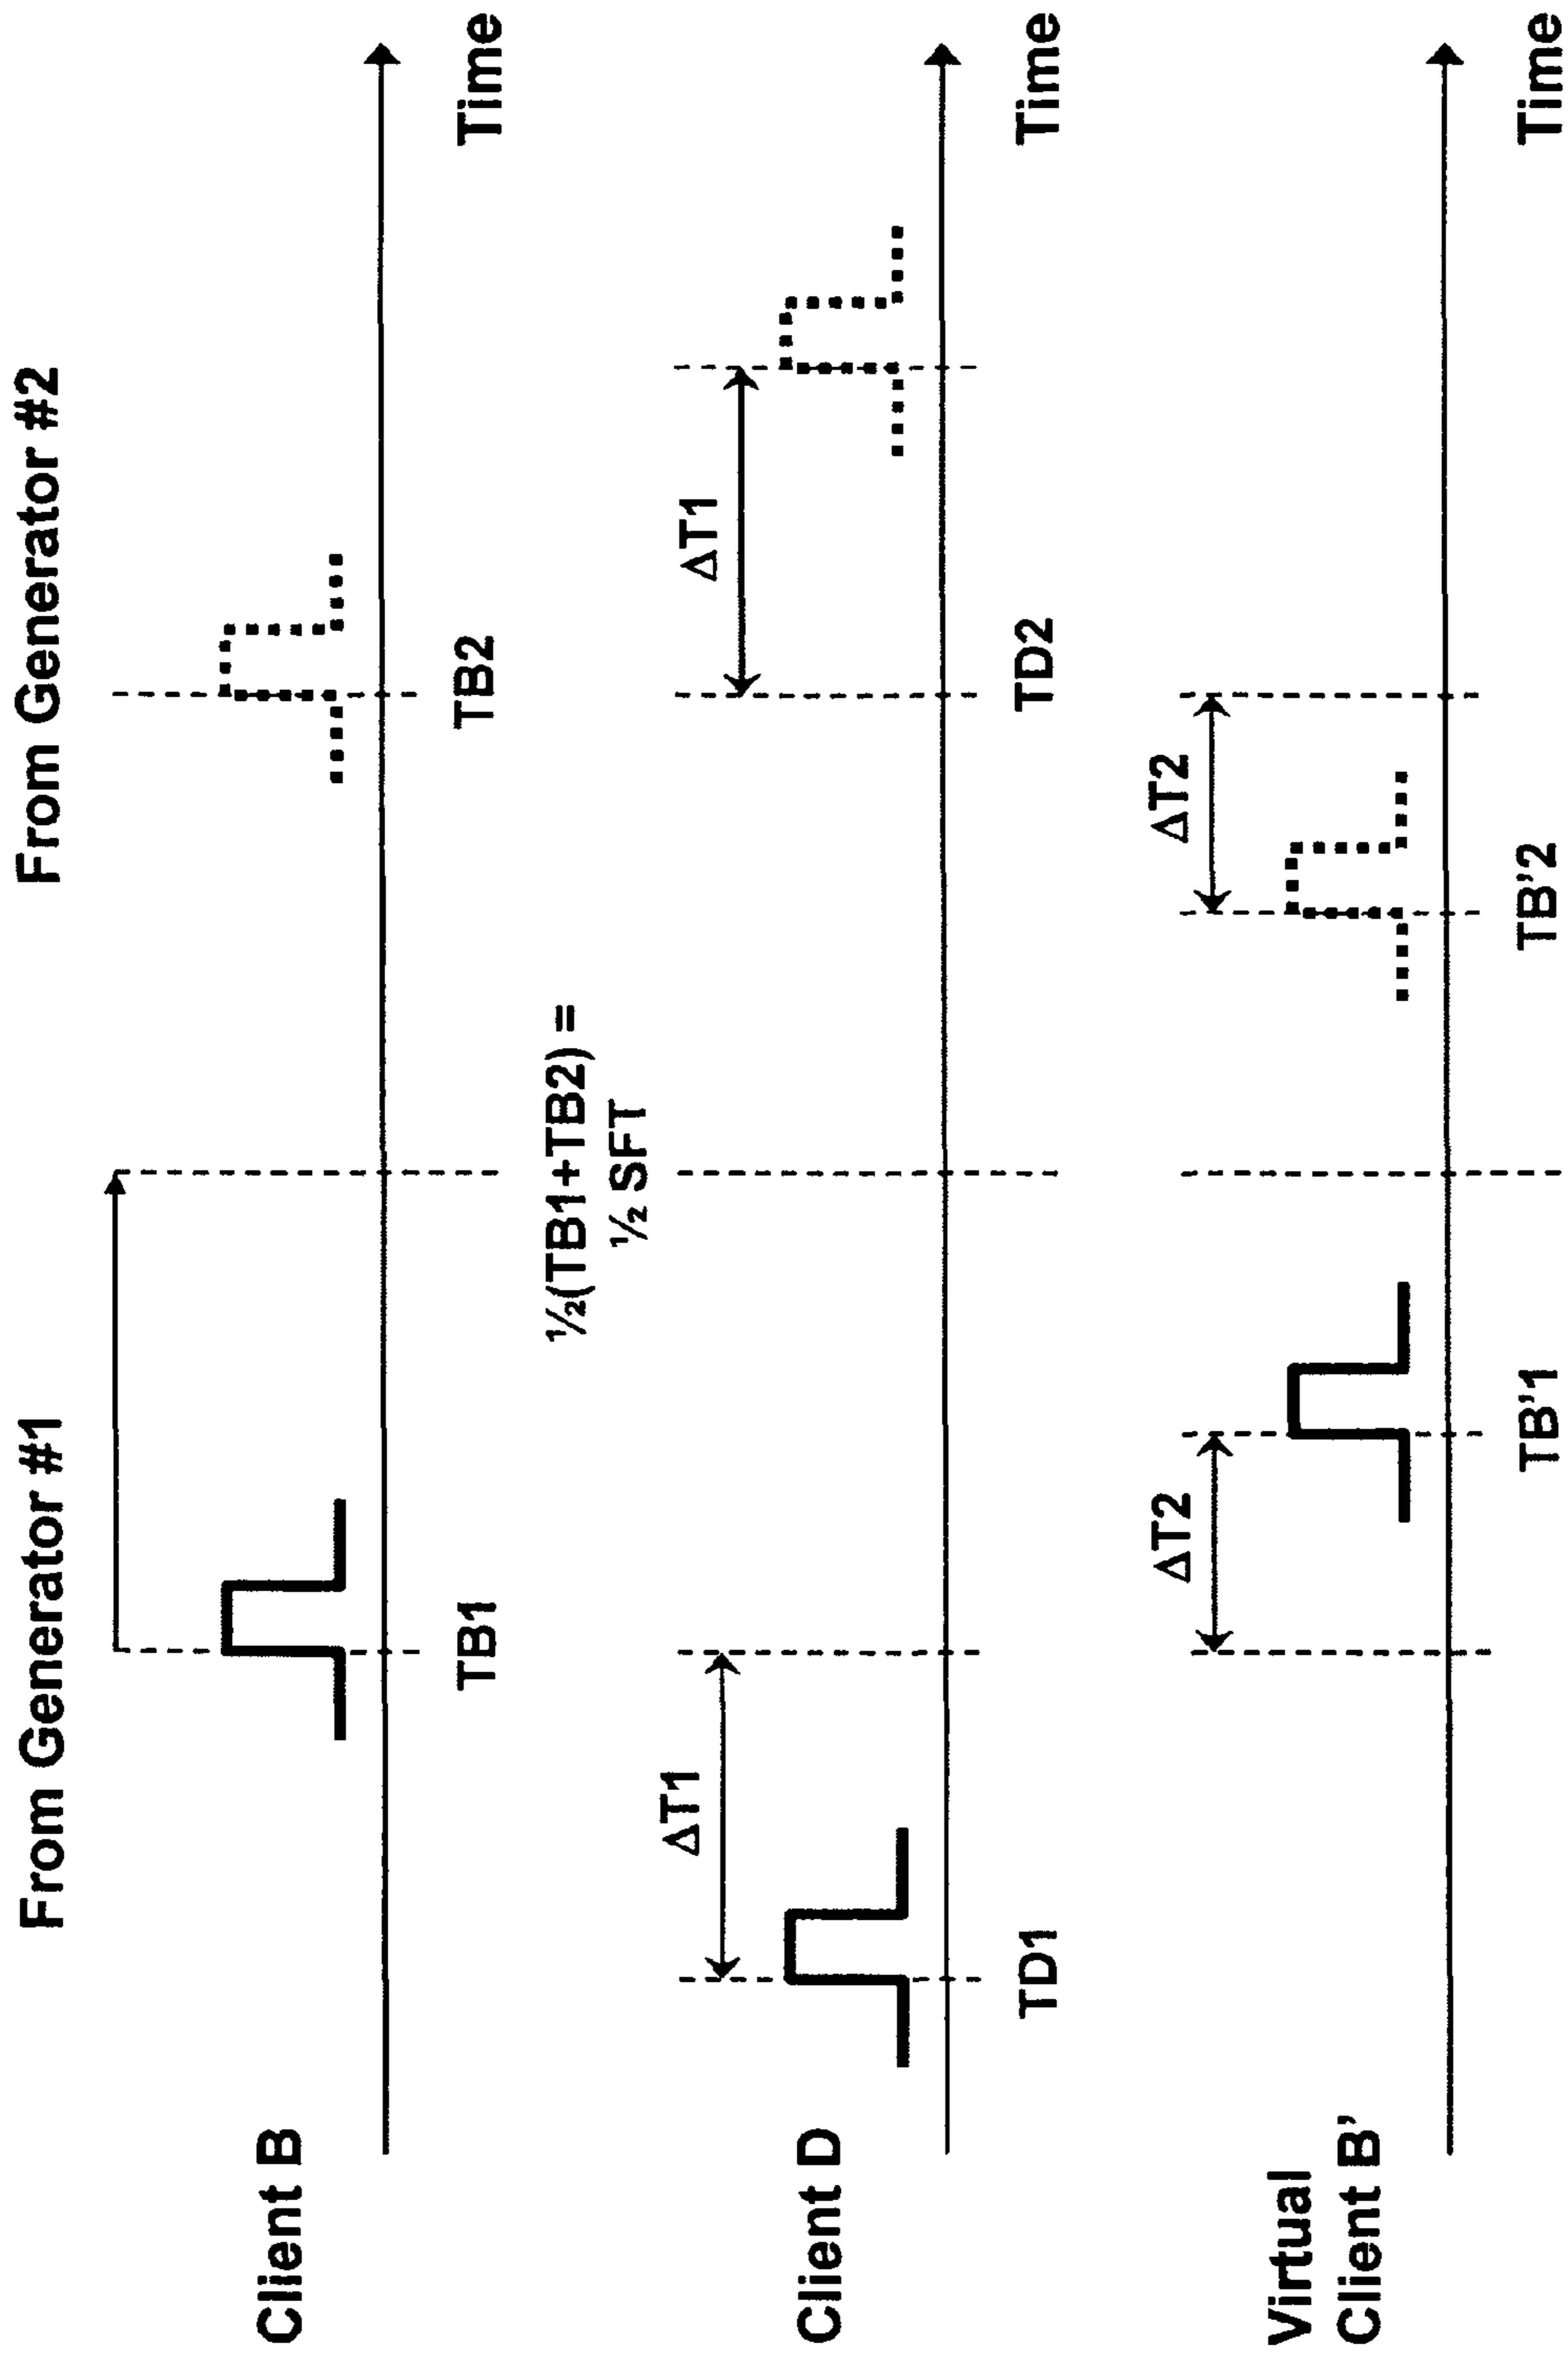 From Generator #1
From Generator #2
Client B
TB1
TB2
Time
½(TB1+TB2) =
½ SFT
Client D
ΔT1
ΔT1
TD1
TD2
Time
Virtual
Client B'
ΔT2
ΔT2
TB'1
TB'2
Time